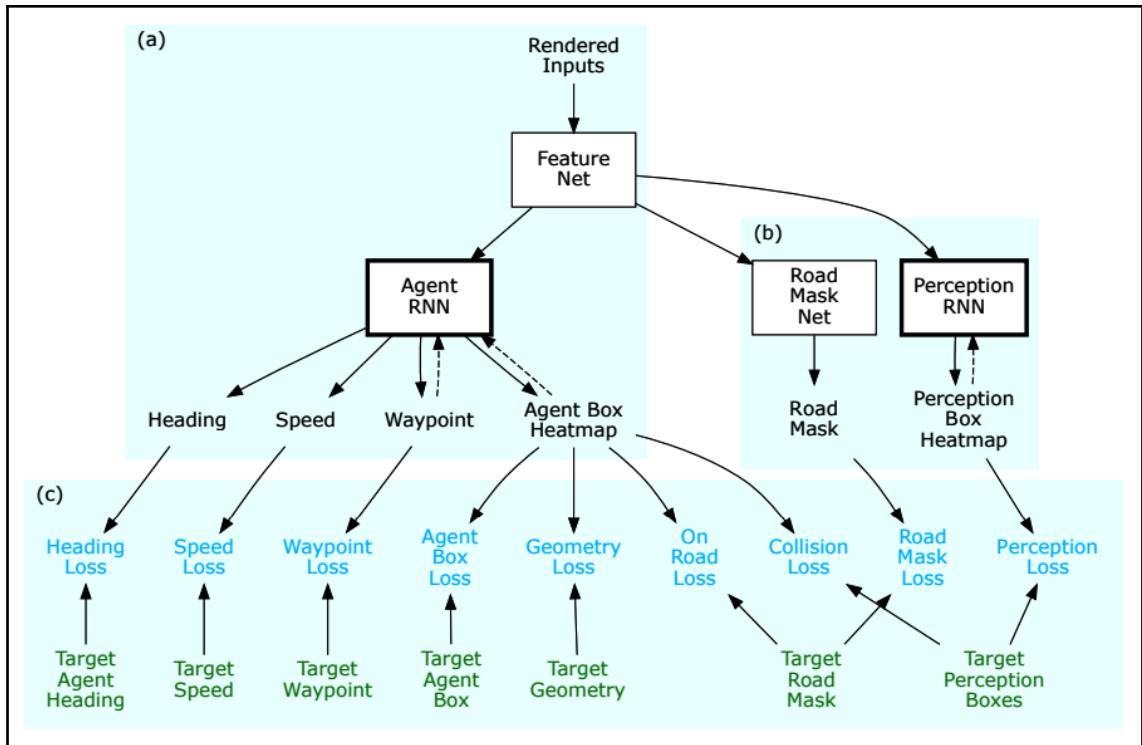 (a)
Rendered
Inputs
Feature
Net
(b)
Agent
RNN
Road
Mask
Net
Perception
RNN
Heading
Speed
Waypoint
Agent Box
Heatmap
Road
Mask
Perception
Box
Heatmap
(c)
Heading
Loss
Speed
Loss
Waypoint
Loss
Agent
Box
Loss
Geometry
Loss
On
Road
Loss
Collision
Loss
Road
Mask
Loss
Perception
Loss
Target
Agent
Heading
Target
Speed
Target
Waypoint
Target
Agent
Box
Target
Geometry
Target
Road
Mask
Target
Perception
Boxes